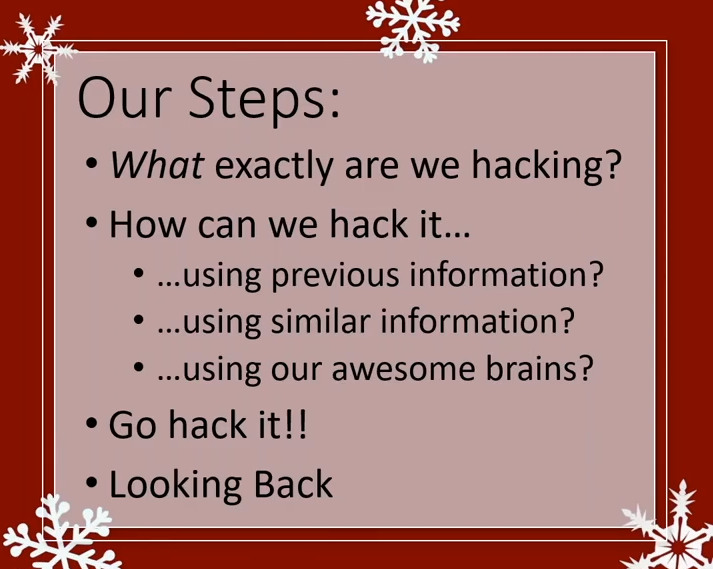 Our Steps:
• What exactly are we hacking?
• How can we hack it...
• ...using previous information?
• ...using similar information?
• ...using our awesome brains?
• Go hack it!!
• Looking Back